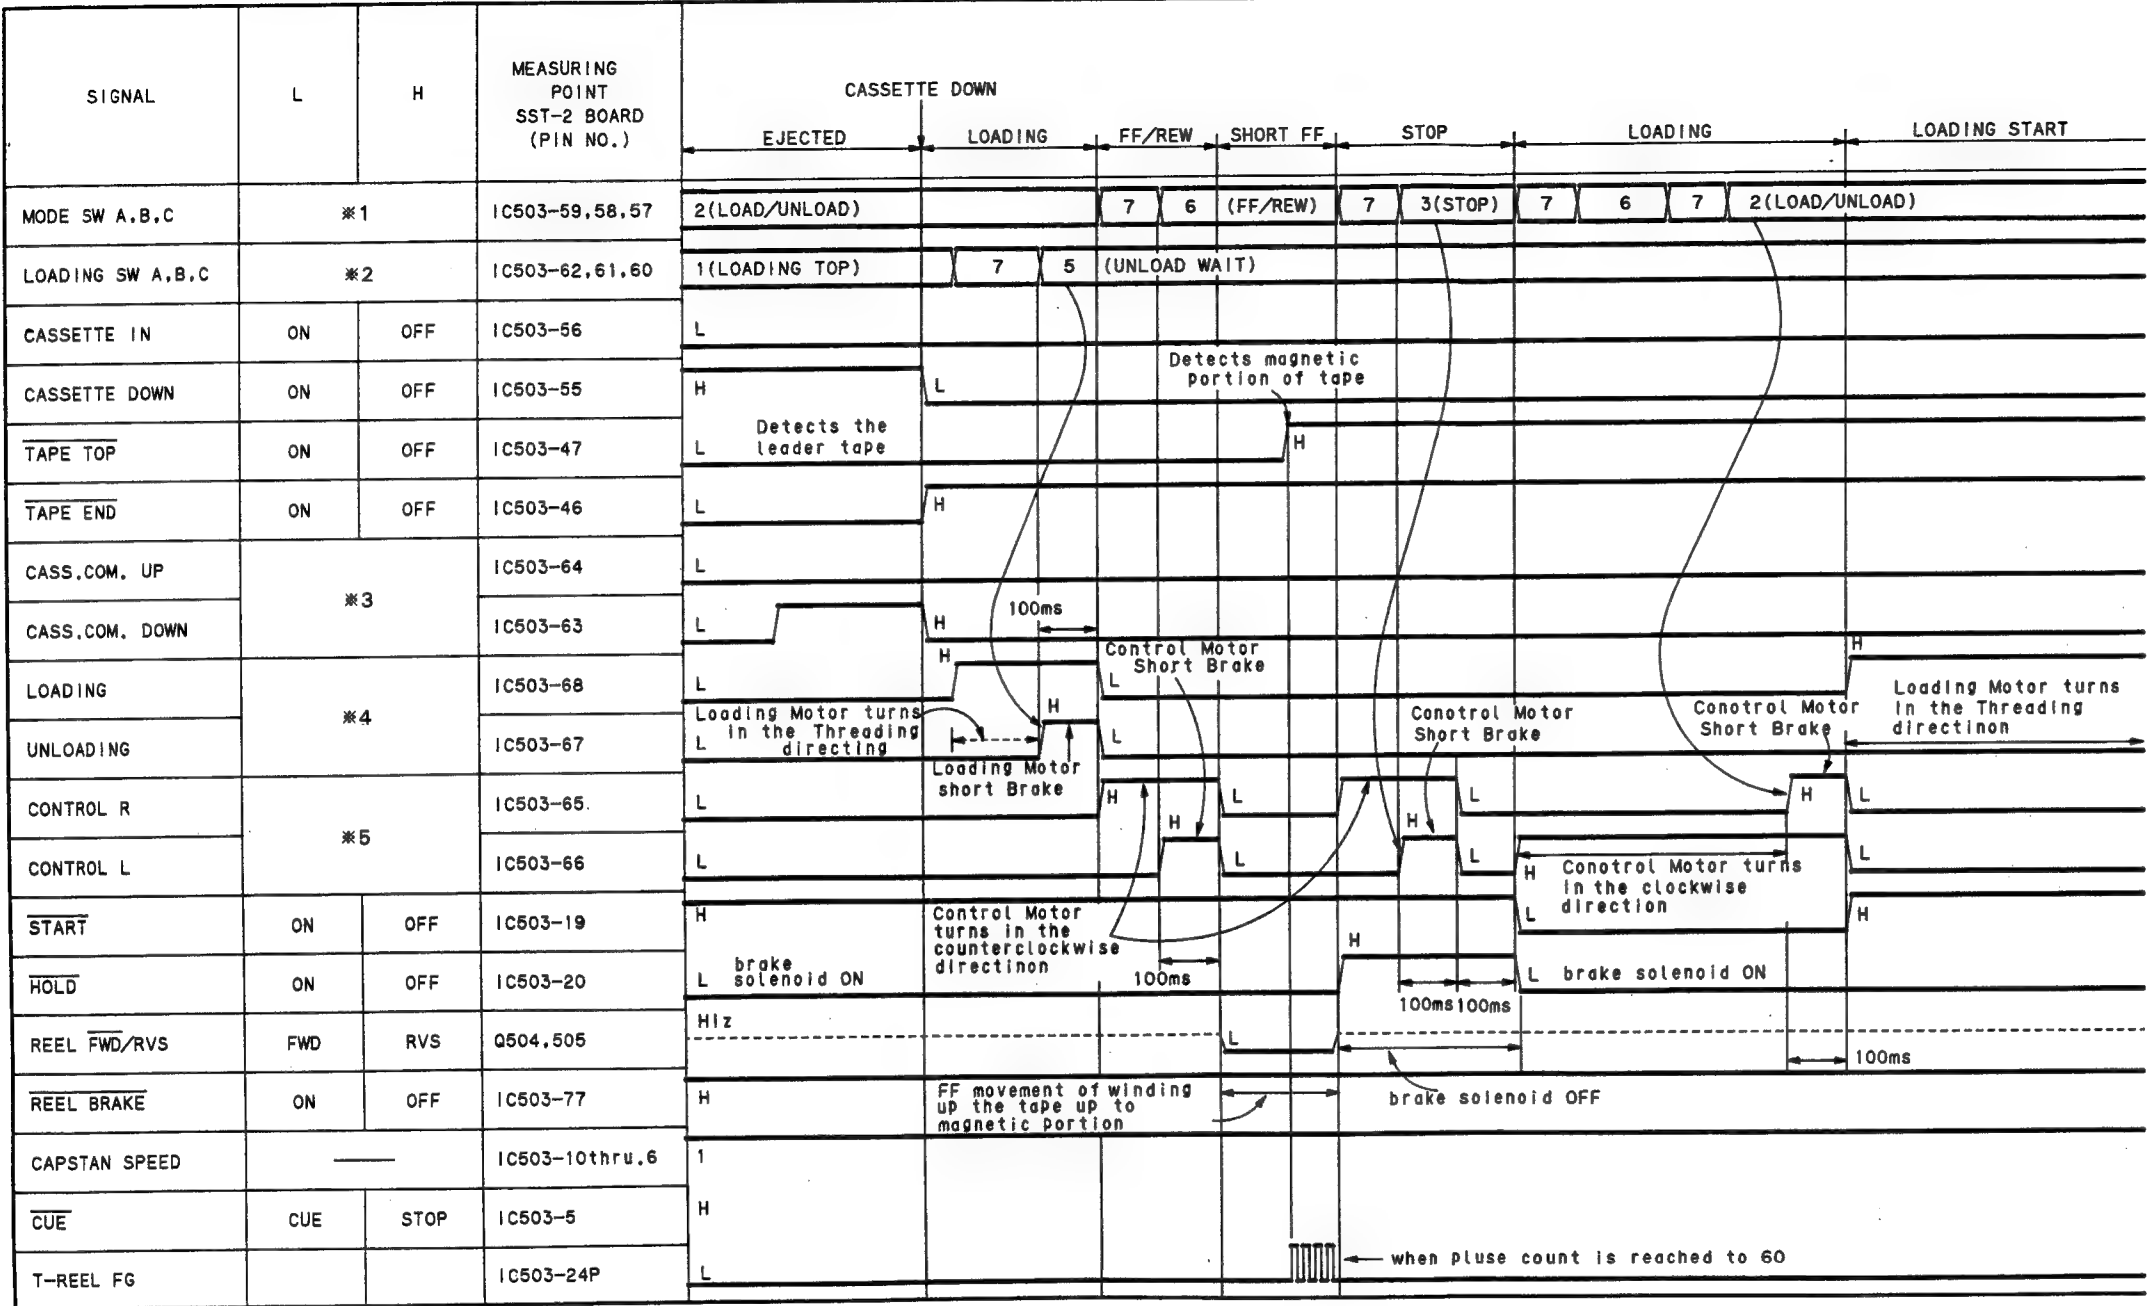 SIGNAL
L
H
MEASURING
POINT
SST-2 BOARD
(PIN NO.)
CASSETTE DOWN
EJECTED
LOADING
FF/REW
SHORT FF
STOP
LOADING
LOADING START
MODE SW A.B.C
※1
IC503-59.58.57
2(LOAD/UNLOAD)
7
6
(FF/REW)
7
3(STOP)
7
6
7
2(LOAD/UNLOAD)
LOADING SW A.B.C
※2
IC503-62.61.60
1(LOADING TOP)
7
5
(UNLOAD WAIT)
CASSETTE IN
ON
OFF
IC503-56
L
Detects magnetic
portion of tape
CASSETTE DOWN
ON
OFF
IC503-55
H
L
TAPE TOP
ON
OFF
IC503-47
L
Detects the
leader tape
H
TAPE END
ON
OFF
IC503-46
L
H
CASS.COM. UP
※3
IC503-64
L
CASS.COM. DOWN
IC503-63
L
H
100ms
LOADING
※4
IC503-68
L
H
Control Motor
Short Brake
L
H
Loading Motor turns
in the Threading
directinon
UNLOADING
IC503-67
L
Loading Motor turns
in the Threading
directing
H
L
Loading Motor
short Brake
Conotrol Motor
Short Brake
Conotrol Motor
Short Brake
CONTROL R
※5
IC503-65.
L
H
L
L
H
L
CONTROL L
IC503-66
L
H
L
H
L
H
Conotrol Motor turns
in the clockwise
direction
L
START
ON
OFF
IC503-19
H
Control Motor
turns in the
counterclockwise
directinon
L
H
HOLD
ON
OFF
IC503-20
L
brake
solenoid ON
100ms
H
100ms
100ms
L
brake solenoid ON
REEL FWD/RVS
FWD
RVS
Q504.505
HIz
L
100ms
REEL BRAKE
ON
OFF
IC503-77
H
FF movement of winding
up the tape up to
magnetic portion
brake solenoid OFF
CAPSTAN SPEED
IC503-10thru.6
1
CUE
CUE
STOP
IC503-5
H
T-REEL FG
IC503-24P
L
when pluse count is reached to 60